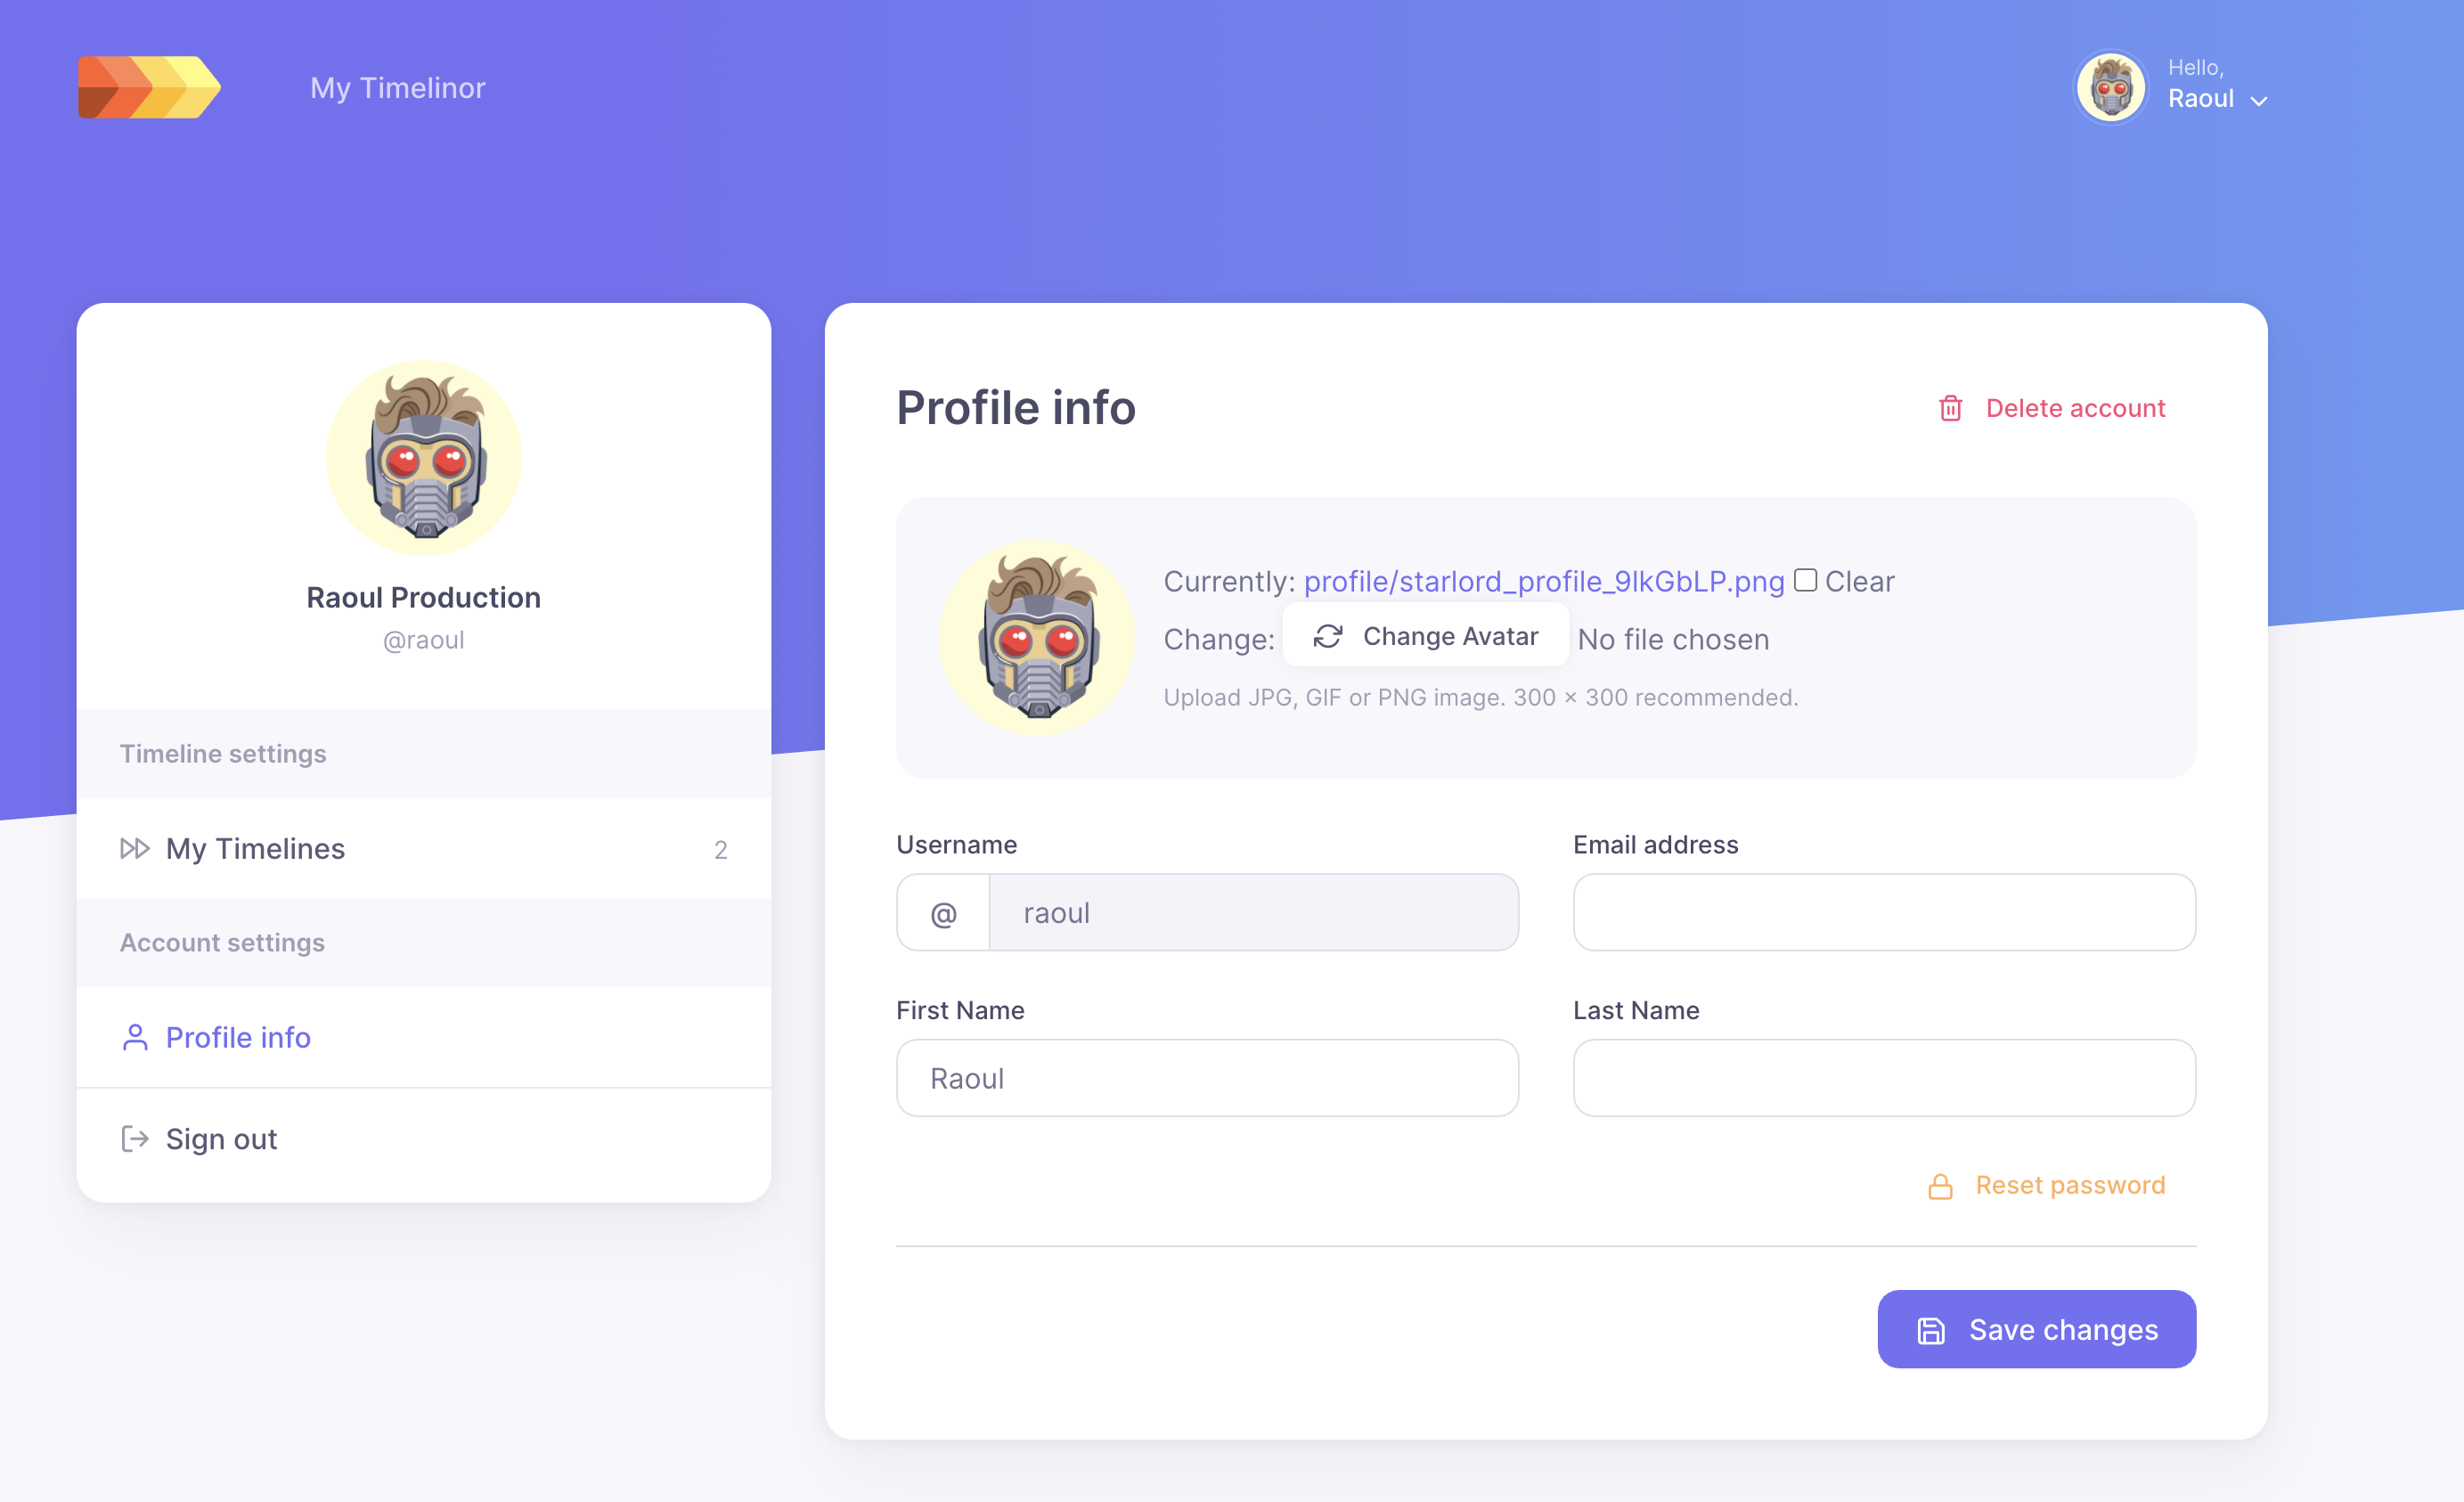 My Timelinor
Hello,
Raoul
Raoul Production
@raoul
Timeline settings
My Timelines 2
Account settings
Profile info
Sign out
Profile info
Delete account
Currently: profile/starlord_profile_9lkGbLP.png Clear
Change: Change Avatar No file chosen
Upload JPG, GIF or PNG image. 300 × 300 recommended.
Username Email address
@ raoul
First Name Last Name
Raoul
Reset password
Save changes